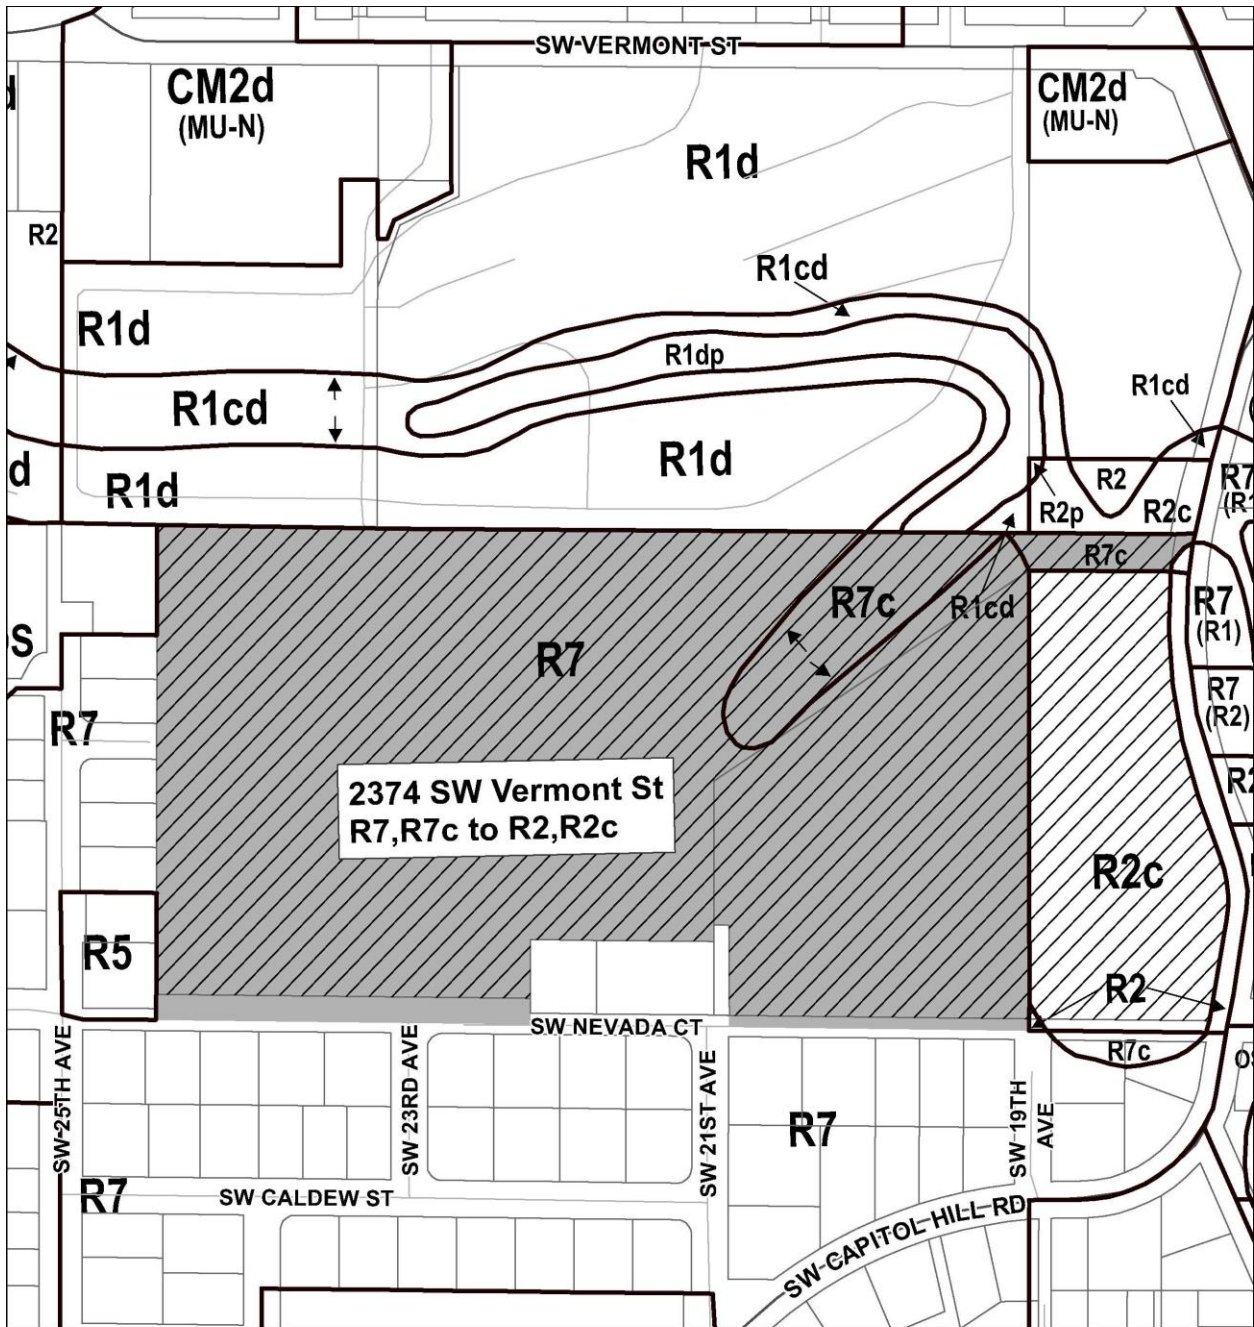 SW VERMONT ST
CM2d
(MU-N)
CM2d
(MU-N)
d
R1d
R2
R1cd
R1d
R1dp
R1cd
R1cd
R1d
d
R1d
R2
R7
R2p
R2c
R7c
R7c
R1cd
R7
(R1)
S
R7
R7
(R2)
R7
2374 SW Vermont St
R7,R7c to R2,R2c
R2c
R5
R2
SW NEVADA CT
R7c
SW 25TH AVE
SW 23RD AVE
SW 21ST AVE
SW 19TH
AVE
R7
R7
SW CALDEW ST
SW CAPITOL HILL RD